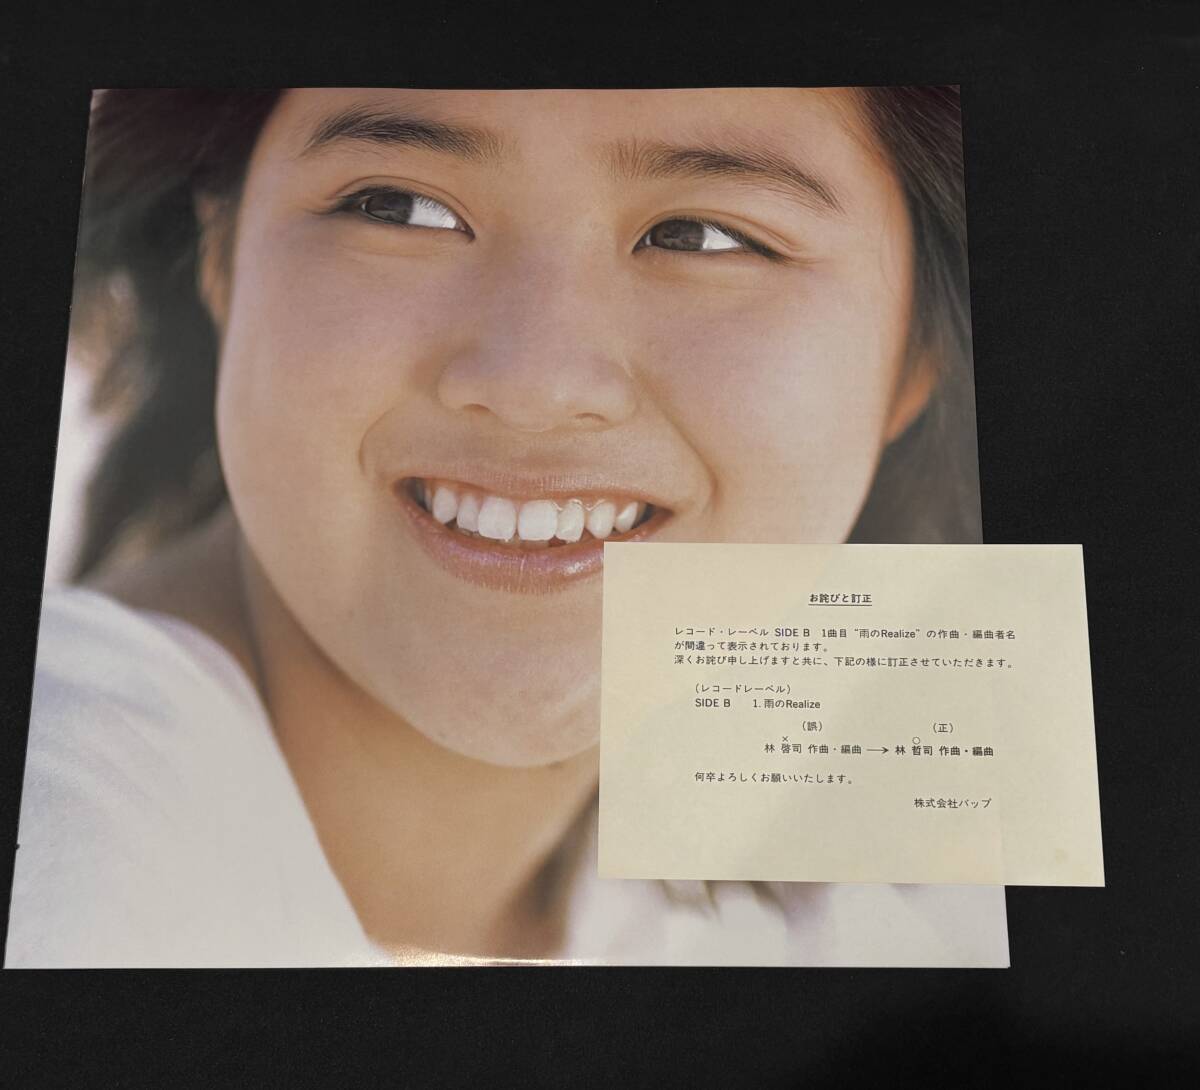 お詫びと訂正
レコード・レーベル SIDE B 1曲目 “雨のRealize” の作曲・編曲者名
が間違って表示されております。
深くお詫び申し上げますと共に、下記の様に訂正させていただきます。
(レコードレーベル)
SIDE B 1. 雨のRealize
(誤) (正)
× ○
林 啓司 作曲・編曲 → 林 哲司 作曲・編曲
何卒よろしくお願いいたします。
株式会社バップ